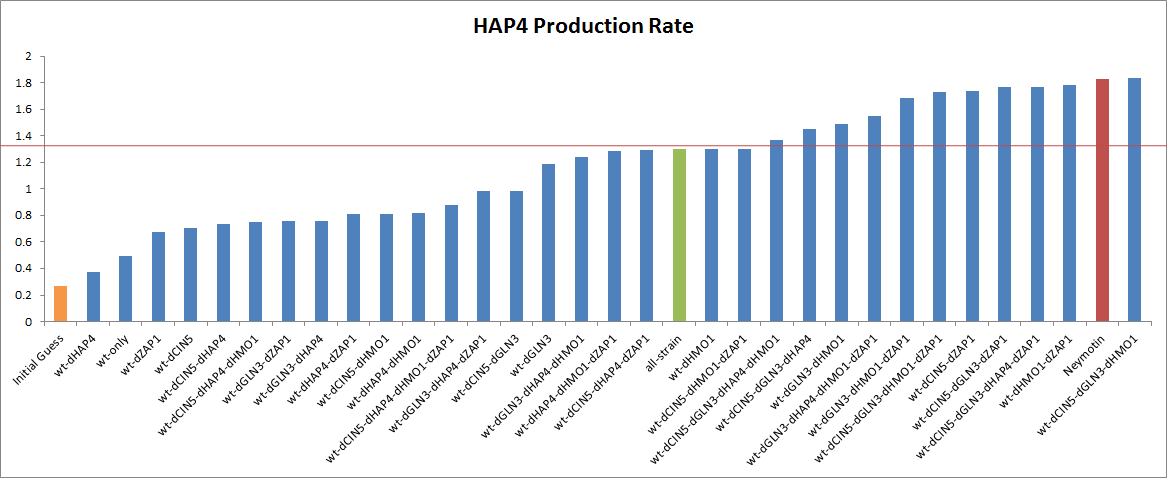 HAP4 Production Rate
2
1.8
1.6
1.4
1.2
1
0.8
0.6
0.4
0.2
0
Initial Guess
wt-dHAP4
wt-only
wt-dZAP1
wt-dCIN5
wt-dCIN5-dHAP4
wt-dCIN5-dHAP4-dHMO1
wt-dGLN3-dZAP1
wt-dGLN3-dHAP4
wt-dHAP4-dZAP1
wt-dCIN5-dHMO1
wt-dHAP4-dHMO1
wt-dCIN5-dHAP4-dHMO1-dZAP1
wt-dGLN3-dHAP4-dZAP1
wt-dCIN5-dGLN3
wt-dGLN3
wt-dGLN3-dHAP4-dHMO1
wt-dHAP4-dHMO1-dZAP1
wt-dCIN5-dHAP4-dZAP1
all-strain
wt-dHMO1
wt-dCIN5-dHMO1-dZAP1
wt-dCIN5-dGLN3-dHAP4-dHMO1
wt-dCIN5-dGLN3-dHAP4
wt-dGLN3-dHMO1
wt-dGLN3-dHAP4-dHMO1-dZAP1
wt-dGLN3-dHMO1-dZAP1
wt-dCIN5-dGLN3-dHMO1-dZAP1
wt-dCIN5-dZAP1
wt-dCIN5-dGLN3-dZAP1
wt-dCIN5-dGLN3-dHAP4-dZAP1
wt-dHMO1-dZAP1
Neymotin
wt-dCIN5-dGLN3-dHMO1